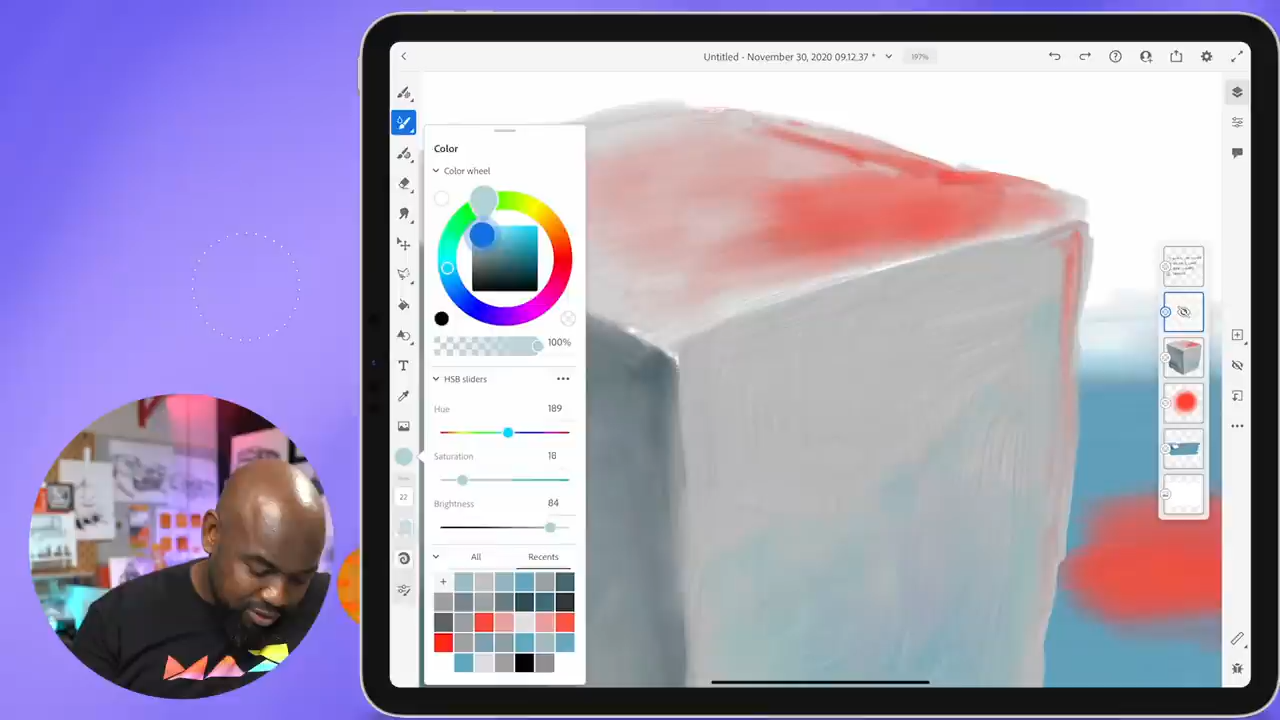 Untitled - November 30, 2020 09.12.37 *
197%
Color
Color wheel
100%
HSB sliders
Hue
189
Saturation
18
22
Brightness
84
All
Recents
T